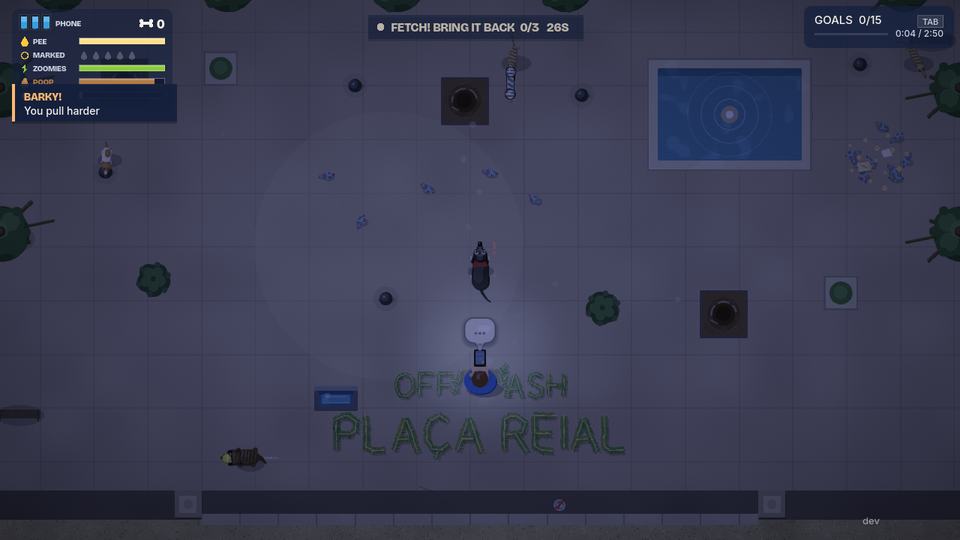 PHONE
0
PEE
MARKED
ZOOMIES
POOP
BARKY!
You pull harder
FETCH! BRING IT BACK 0/3 26S
GOALS 0/15
TAB
0:04 / 2:50
...
PLAÇA REIAL
dev